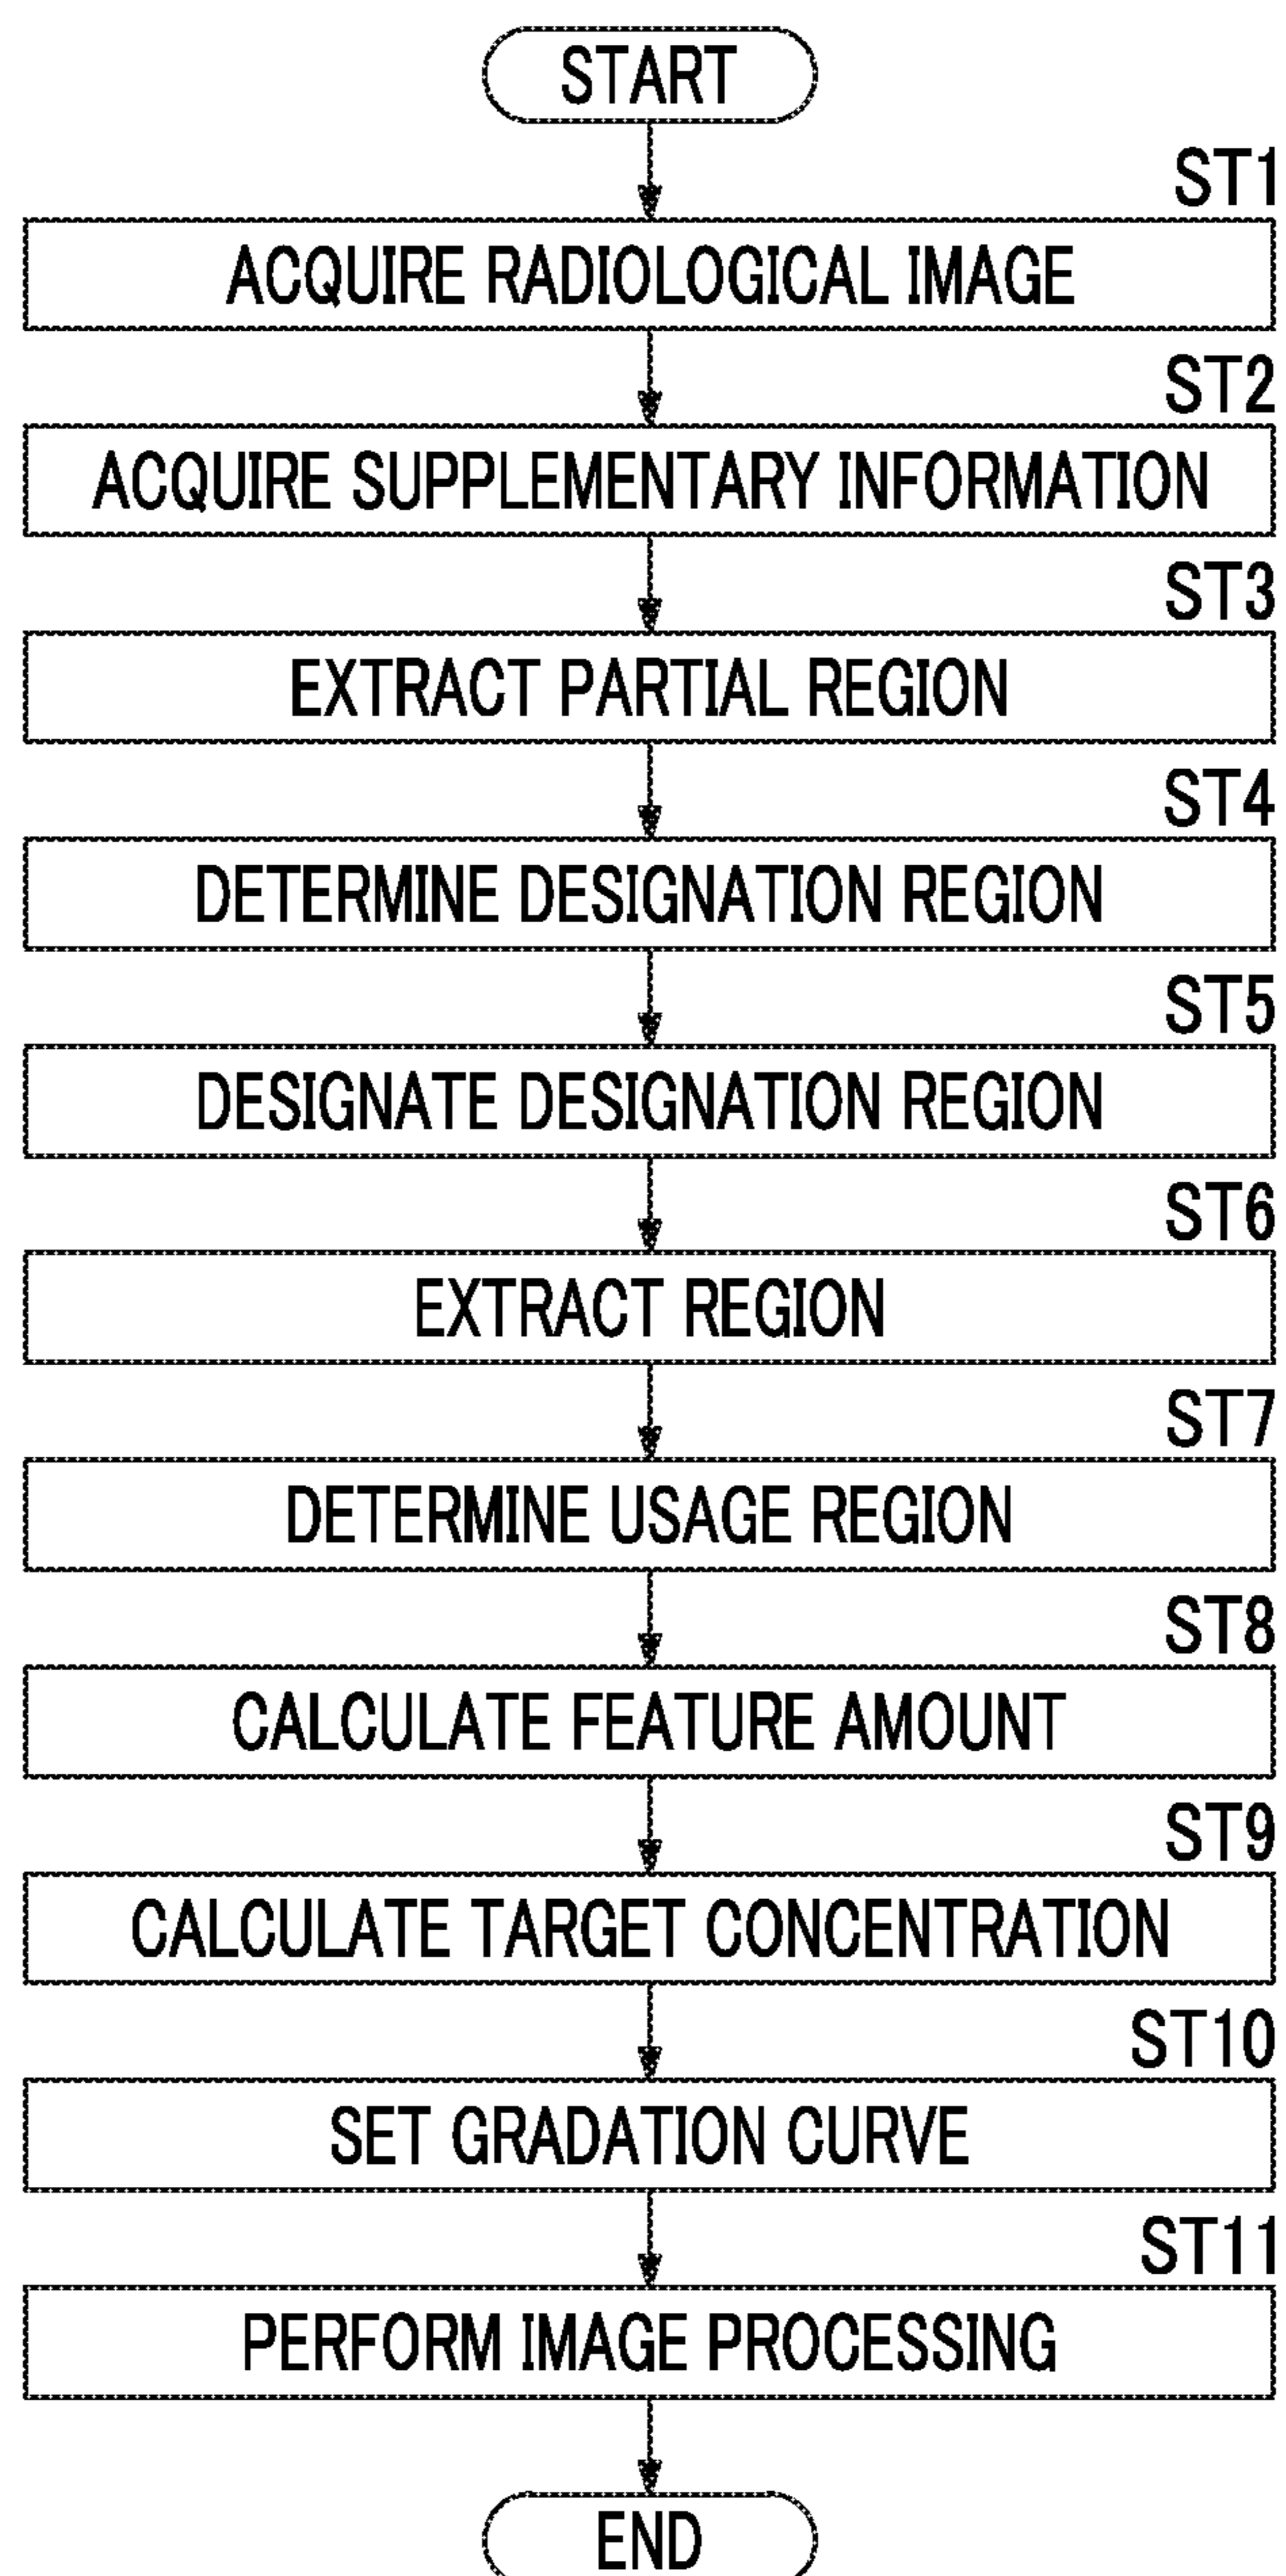 START
ST1
ACQUIRE RADIOLOGICAL IMAGE
ST2
ACQUIRE SUPPLEMENTARY INFORMATION
ST3
EXTRACT PARTIAL REGION
ST4
DETERMINE DESIGNATION REGION
ST5
DESIGNATE DESIGNATION REGION
ST6
EXTRACT REGION
ST7
DETERMINE USAGE REGION
ST8
CALCULATE FEATURE AMOUNT
ST9
CALCULATE TARGET CONCENTRATION
ST10
SET GRADATION CURVE
ST11
PERFORM IMAGE PROCESSING
END